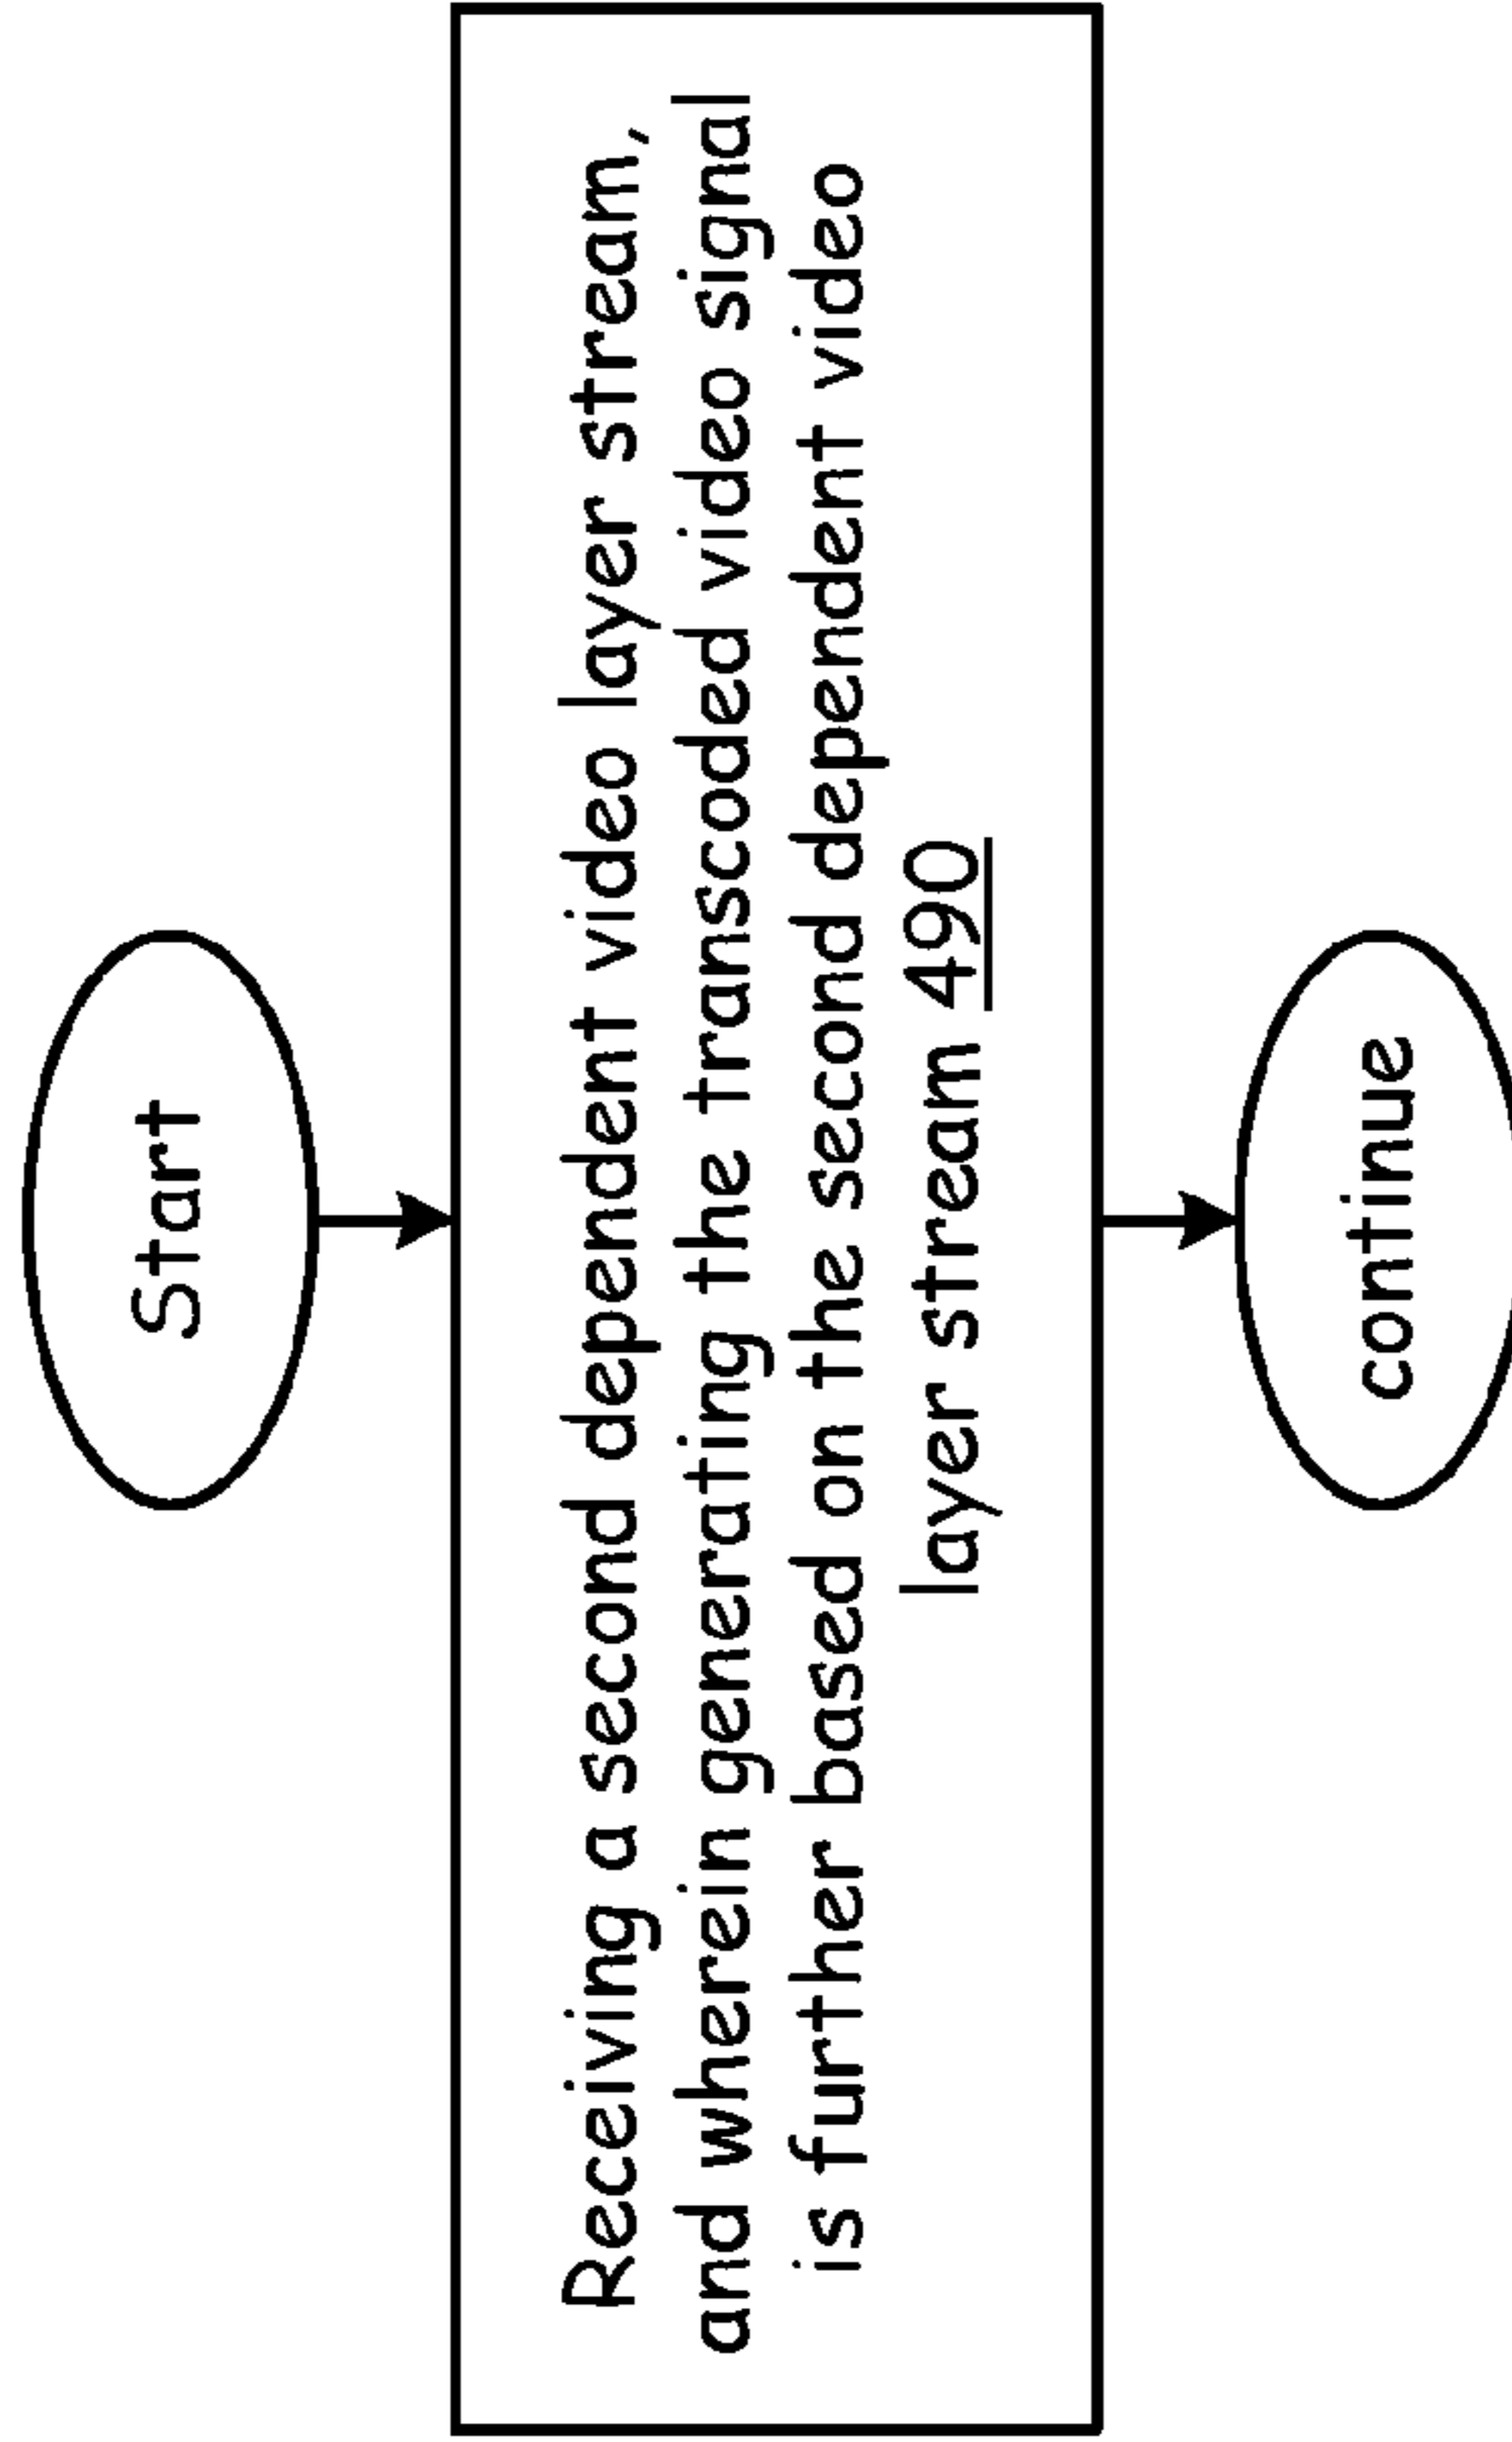 Start
Receiving a second dependent video layer stream,
and wherein generating the transcoded video signal
is further based on the second dependent video
layer stream 490
continue